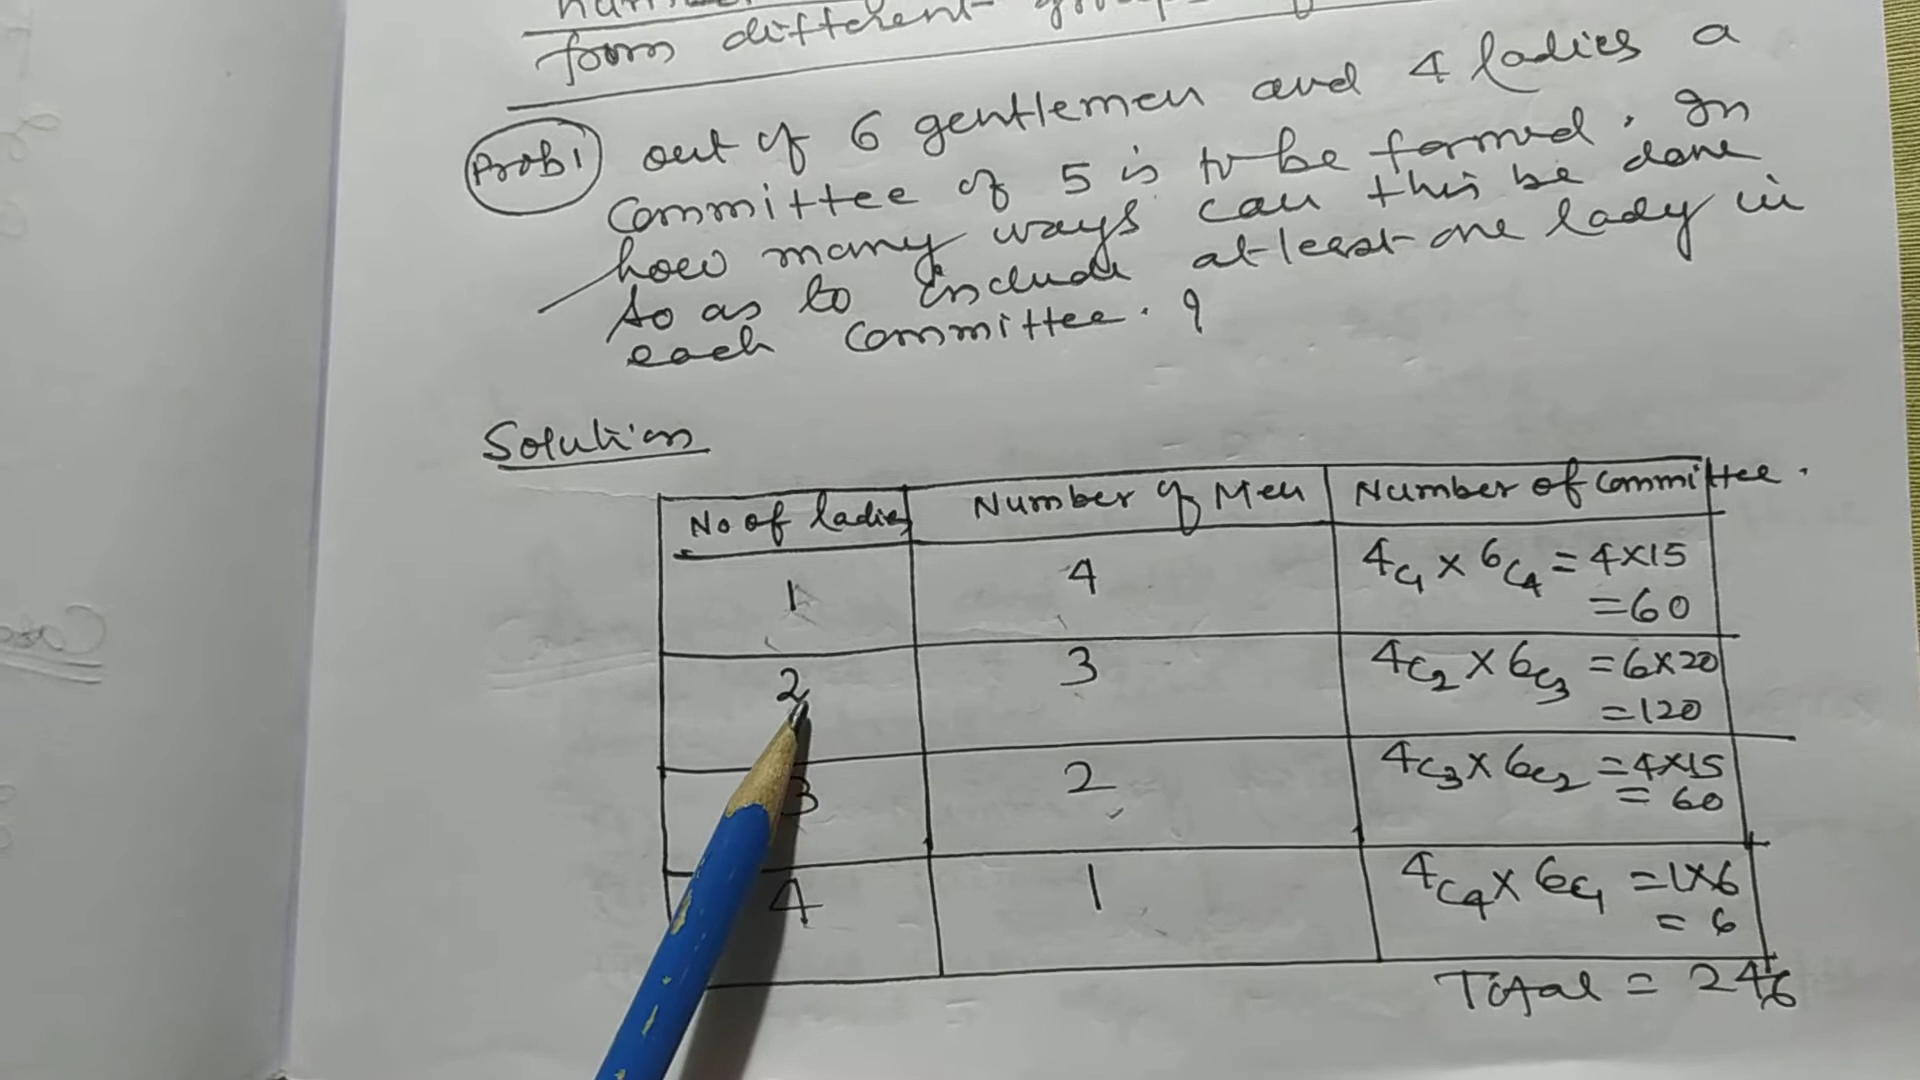 form different
Prob1 out of 6 gentlemen and 4 ladies a
Committee of 5 is to be formed. In
how many ways can this be done
so as to include at-least-one lady in
each Committee. ?
Solution
No of ladies | Number of Men | Number of Committee.
1 | 4 | 4C1 × 6C4 = 4×15
= 60
2 | 3 | 4C2 × 6C3 = 6×20
= 120
3 | 2 | 4C3 × 6C2 = 4×15
= 60
4 | 1 | 4C4 × 6C1 = 1×6
= 6
Total = 246